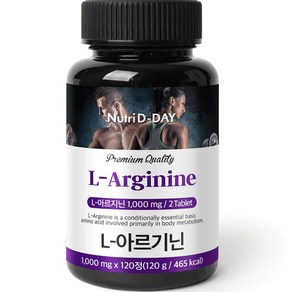 Nutri D-DAY
Premium Quality
L-Arginine
L-아르지닌 1,000 mg / 2 Tablet
L-Arginine is a conditionally essential basic
amino acid involved primarily in body metabolism.
L-아르기닌
1,000 mg x 120정(120 g / 465 kcal)